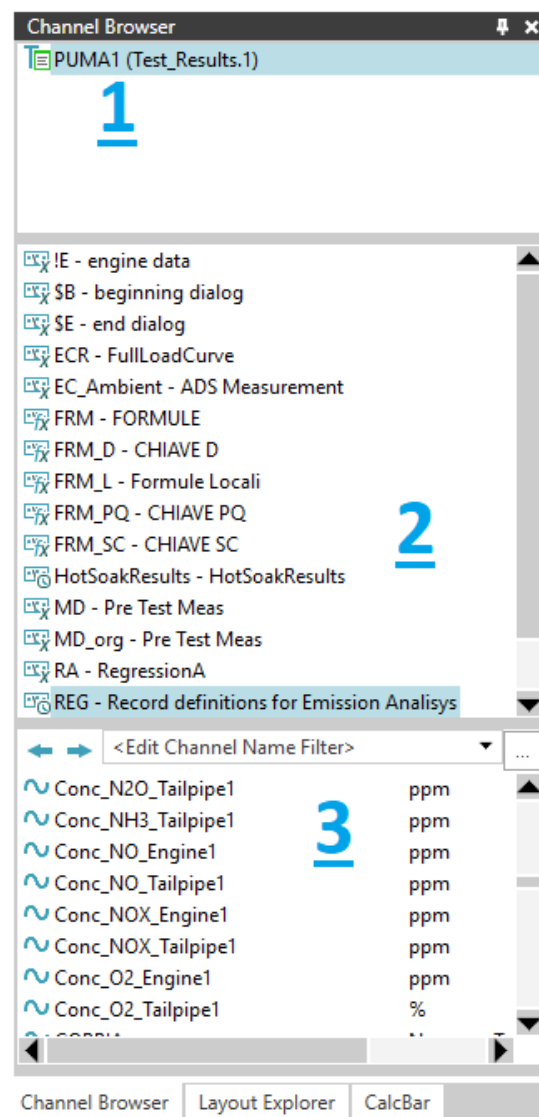 Channel Browser
PUMA1 (Test_Results.1)
1
!E - engine data
$B - beginning dialog
$E - end dialog
ECR - FullLoadCurve
EC_Ambient - ADS Measurement
FRM - FORMULE
FRM_D - CHIAVE D
FRM_L - Formule Locali
FRM_PQ - CHIAVE PQ
2
FRM_SC - CHIAVE SC
HotSoakResults - HotSoakResults
MD - Pre Test Meas
MD_org - Pre Test Meas
RA - RegressionA
REG - Record definitions for Emission Analisys
<Edit Channel Name Filter> ...
Conc_N2O_Tailpipe1 ppm
Conc_NH3_Tailpipe1 ppm
3
Conc_NO_Engine1 ppm
Conc_NO_Tailpipe1 ppm
Conc_NOX_Engine1 ppm
Conc_NOX_Tailpipe1 ppm
Conc_O2_Engine1 ppm
Conc_O2_Tailpipe1 %
Channel Browser Layout Explorer CalcBar